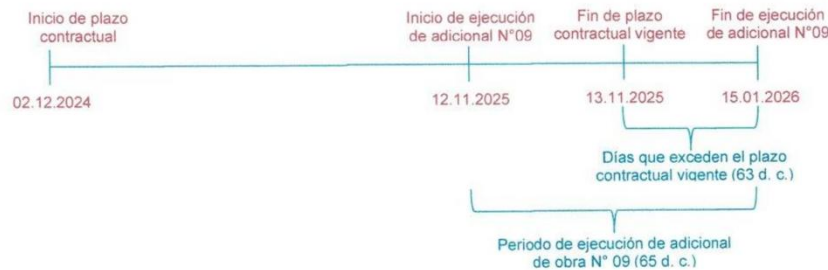 Inicio de plazo
contractual
Inicio de ejecución
de adicional N°09
Fin de plazo
contractual vigente
Fin de ejecución
de adicional N°09
02.12.2024
12.11.2025
13.11.2025
15.01.2026
Días que exceden el plazo
contractual vigente (63 d. c.)
Periodo de ejecución de adicional
de obra N° 09 (65 d. c.)